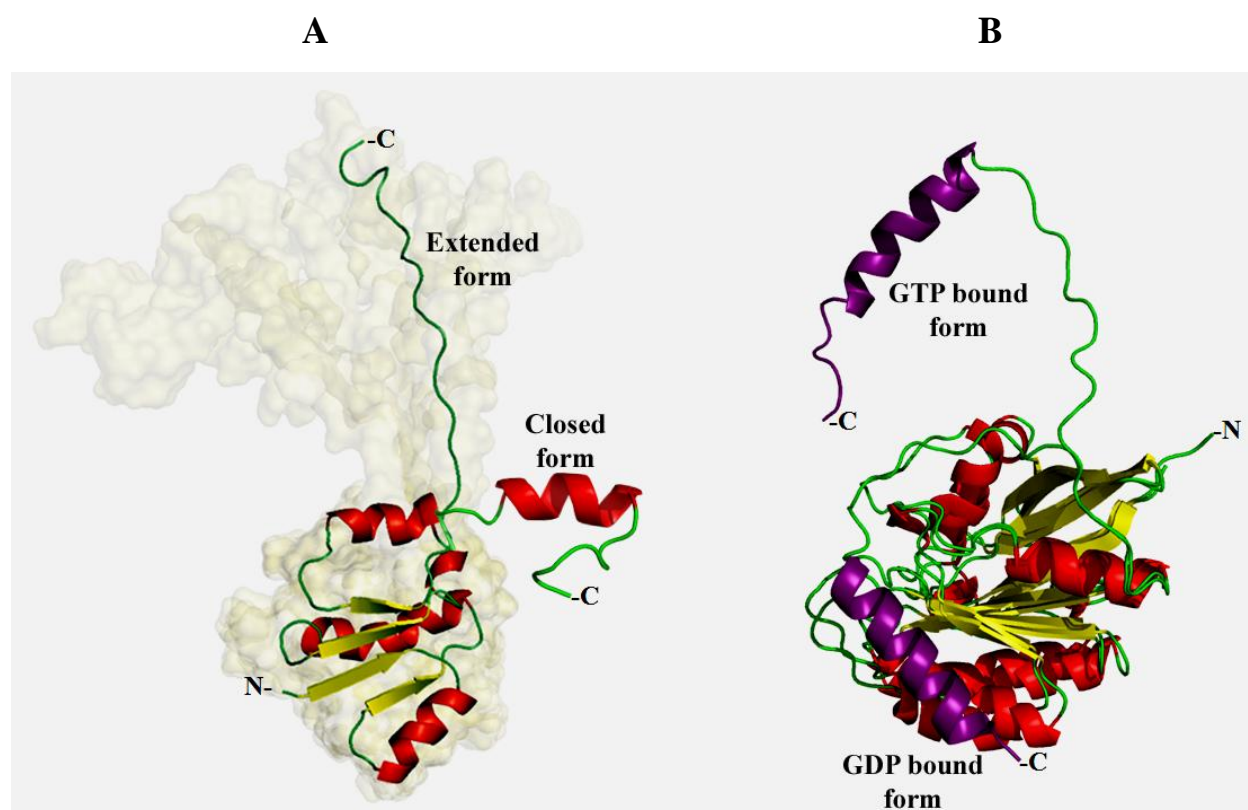 A
B
-C
Extended
form
Closed
form
-C
N-
GTP bound
form
-C
-N
-C
GDP bound
form